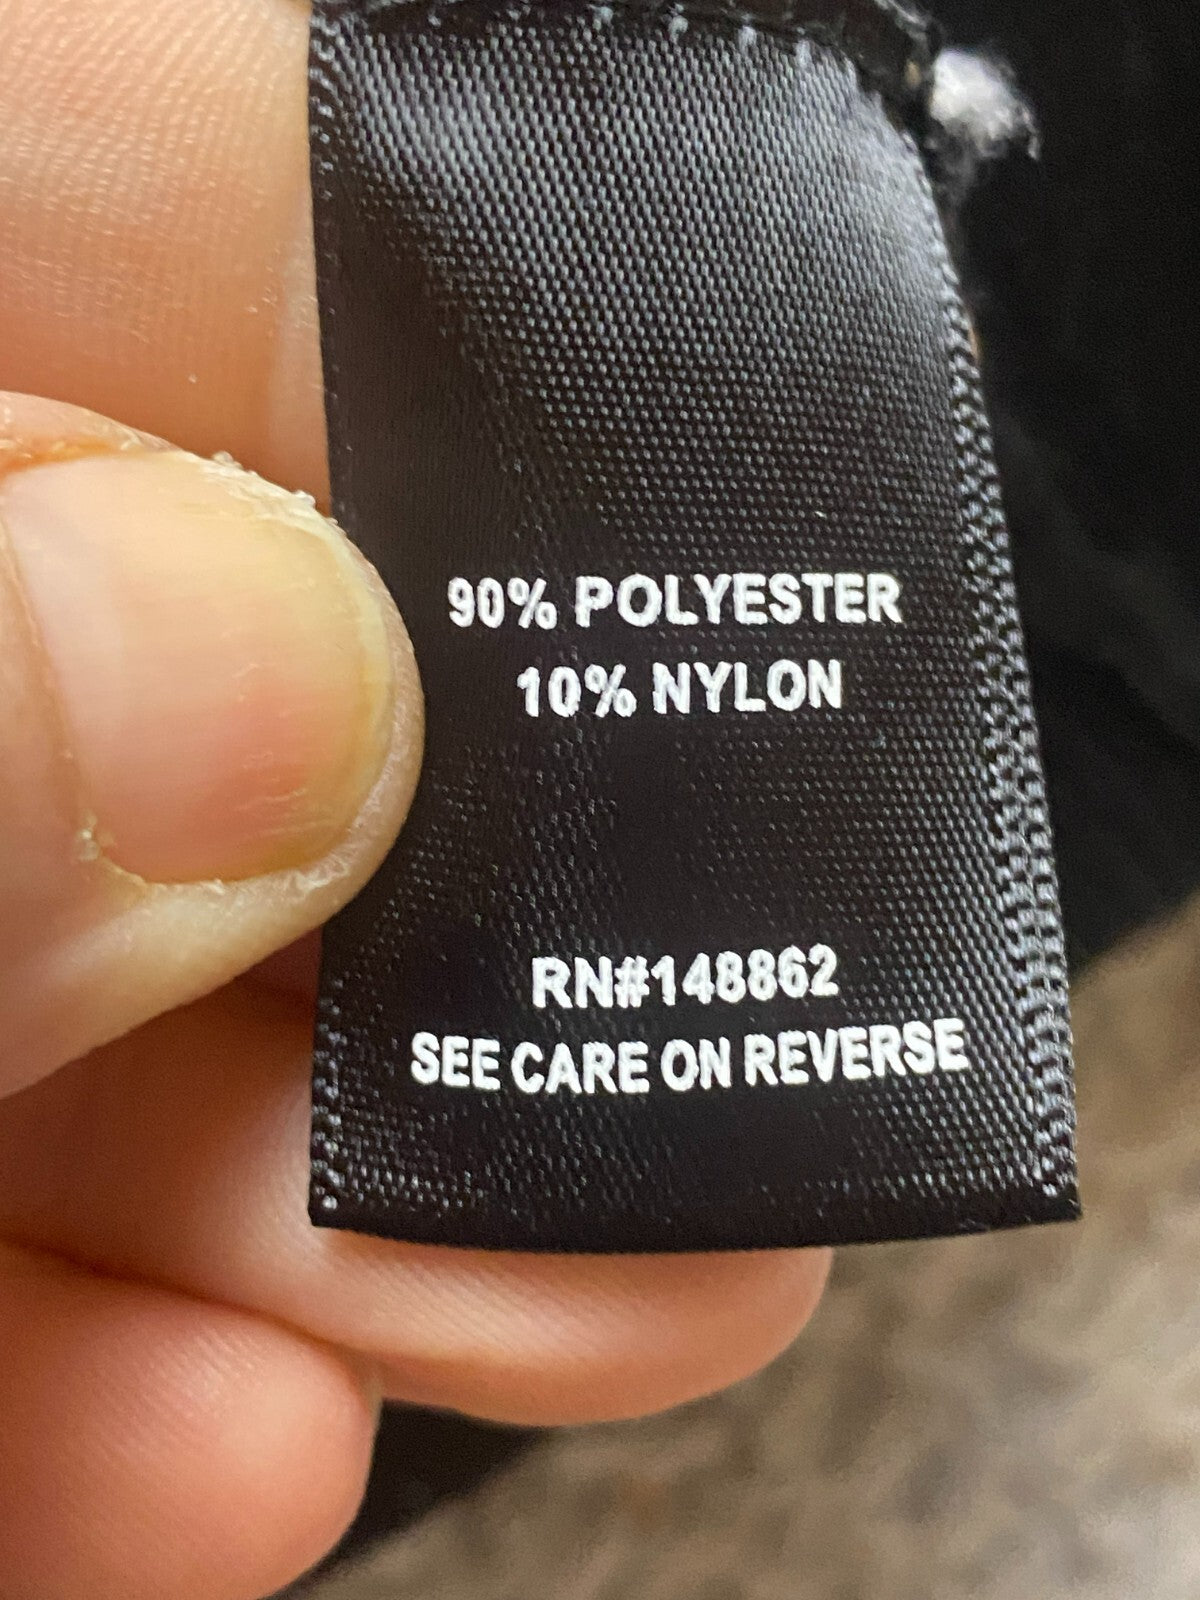 90% POLYESTER
10% NYLON
RN#148862
SEE CARE ON REVERSE